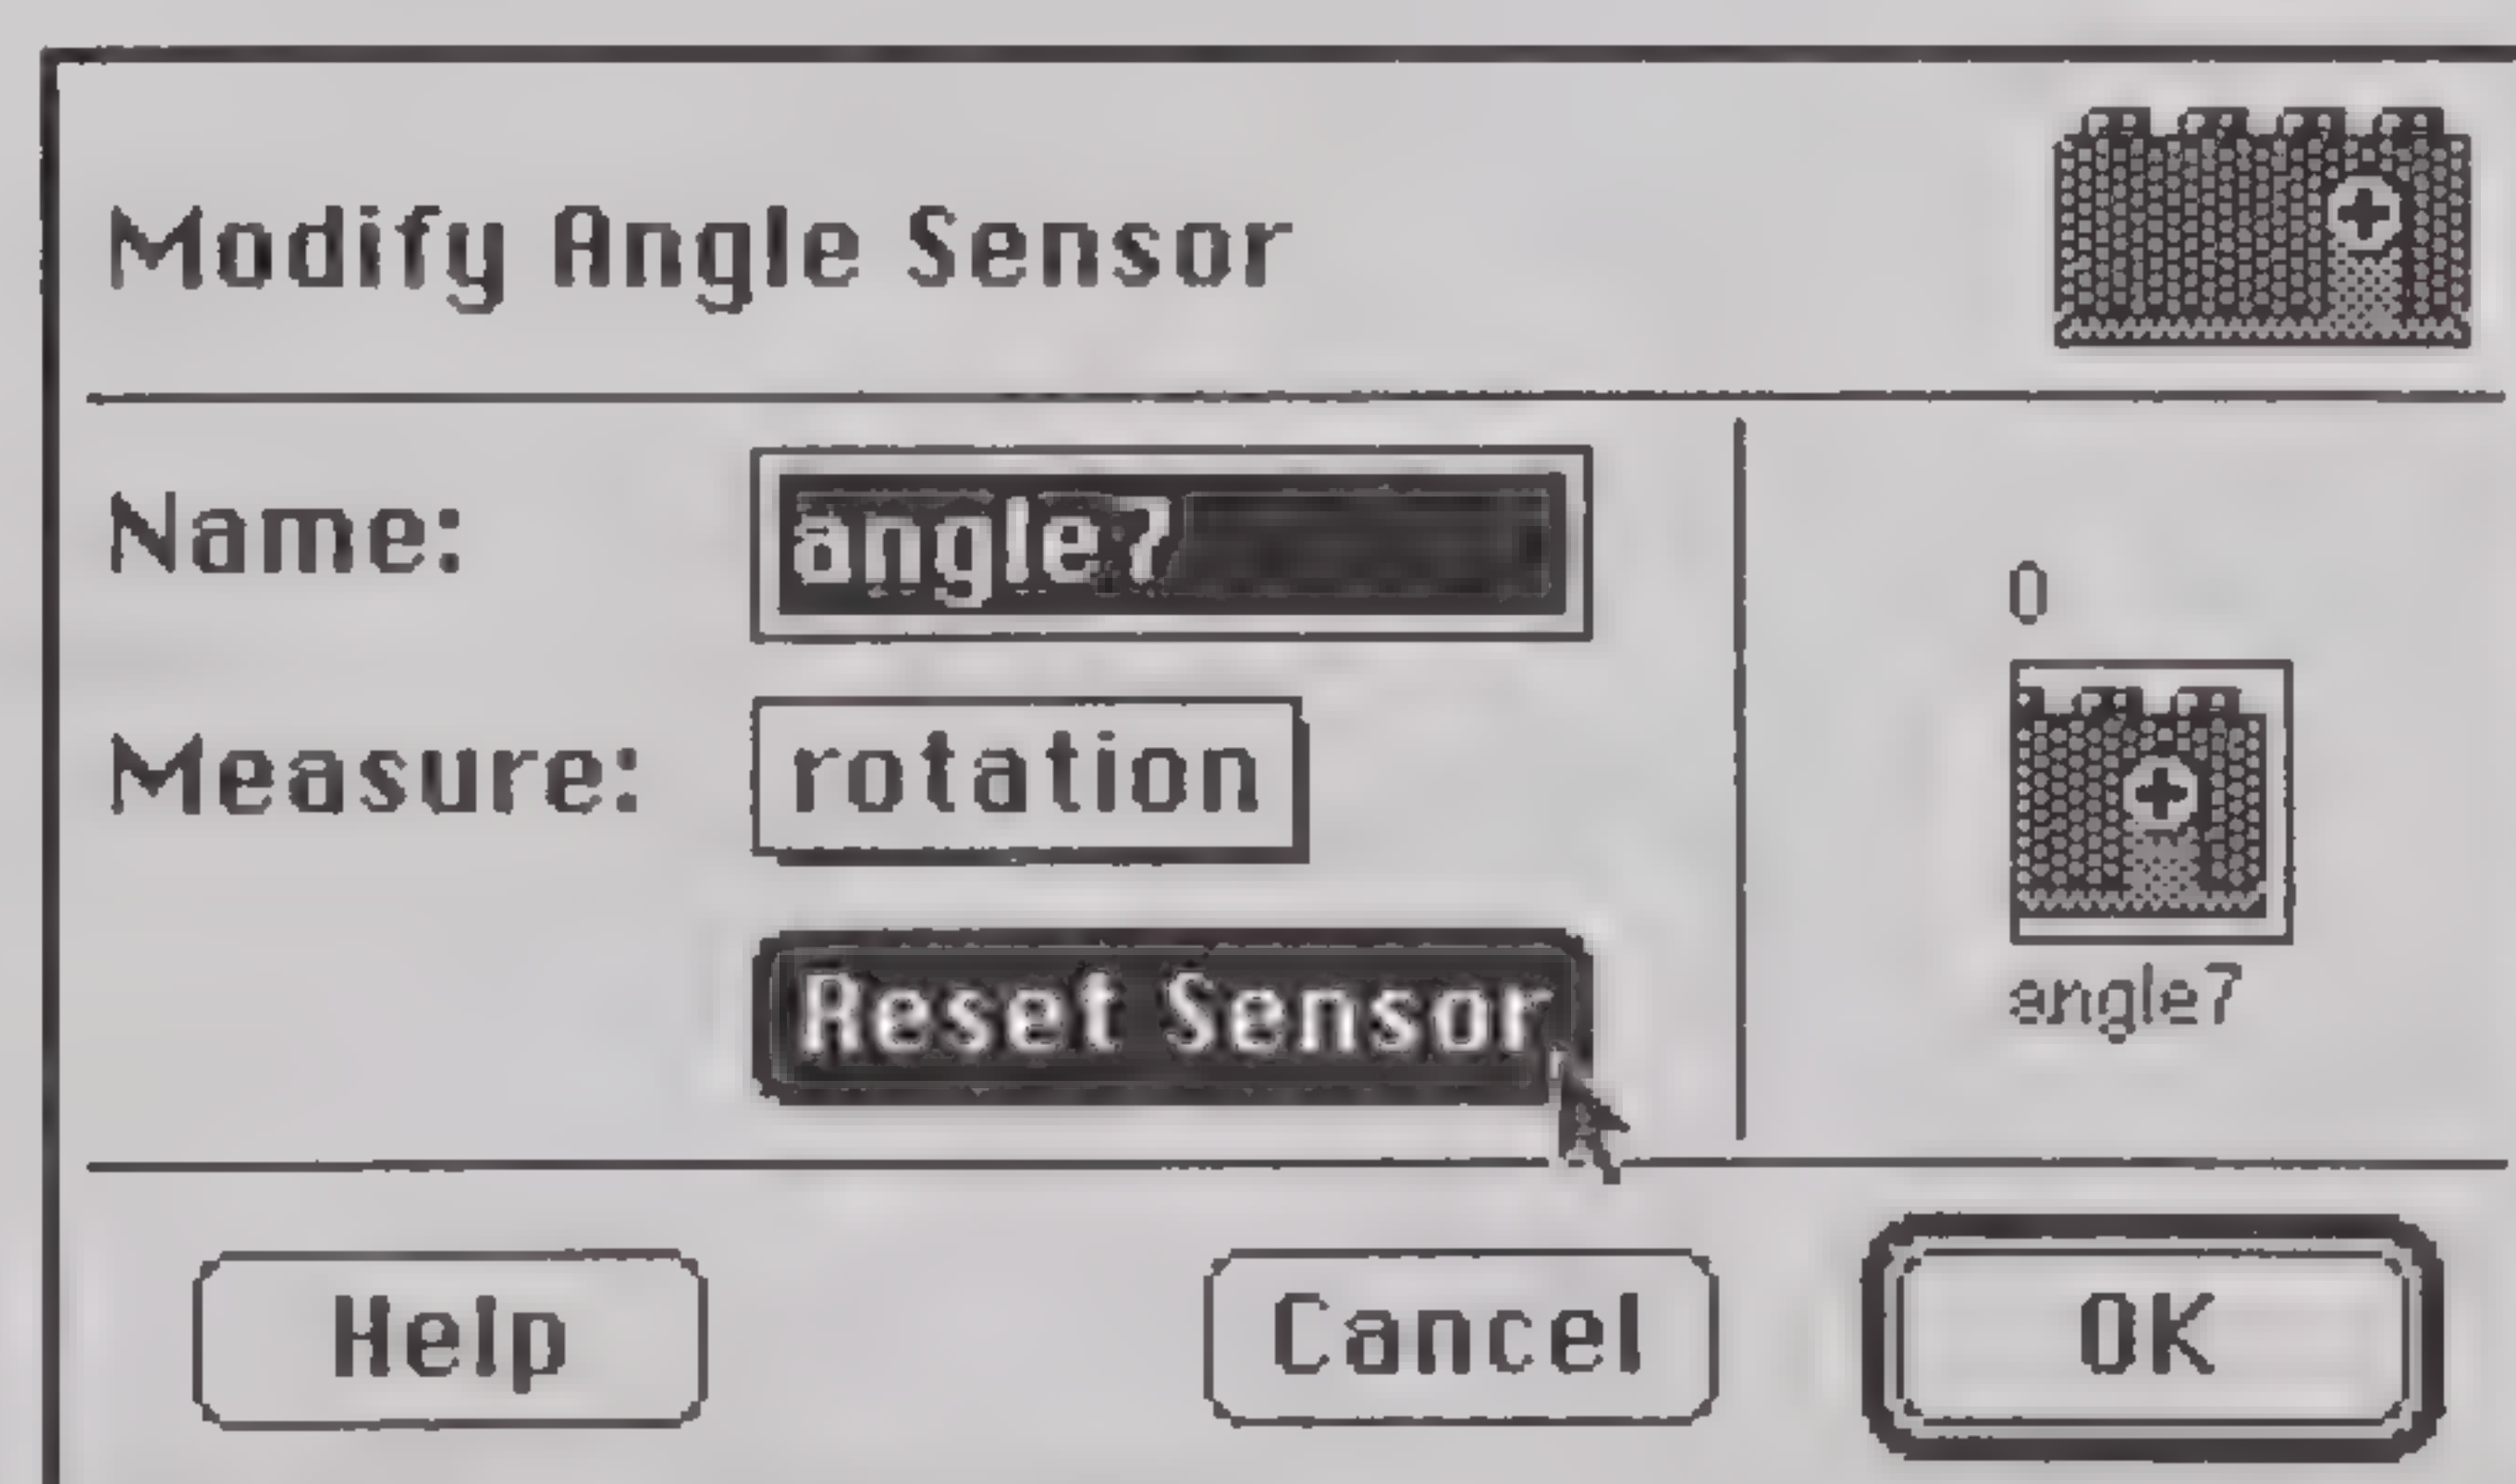 Modify Angle Sensor
Name: angle7
Measure: rotation
Reset Sensor
0
angle7
Help Cancel OK